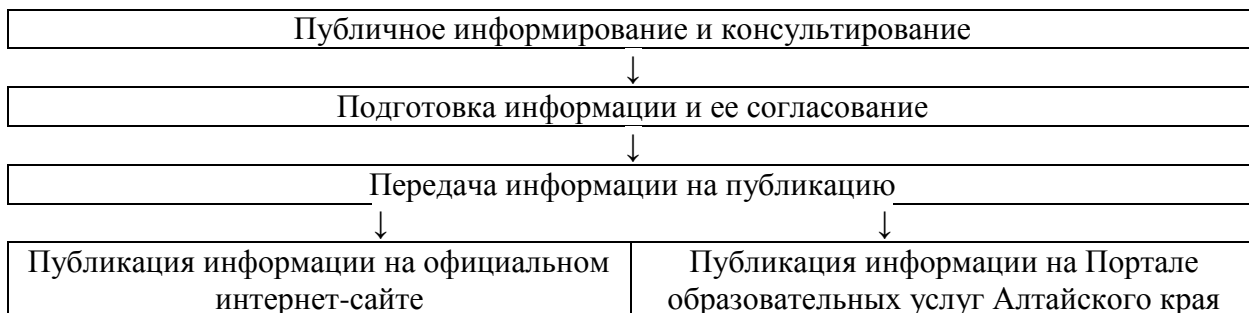 Публичное информирование и консультирование
↓
Подготовка информации и ее согласование
↓
Передача информации на публикацию
↓ ↓
Публикация информации на официальном
интернет-сайте
Публикация информации на Портале
образовательных услуг Алтайского края